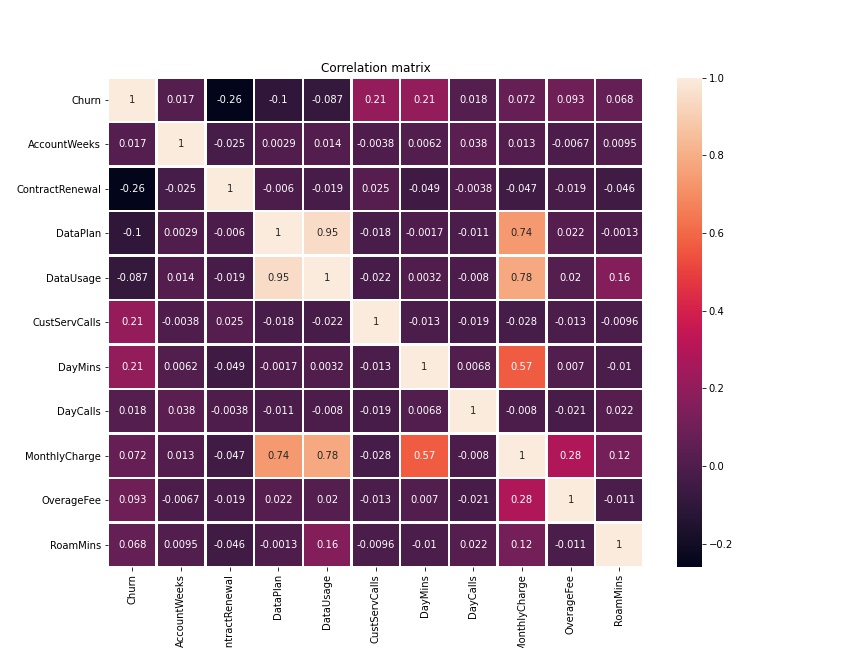 Correlation matrix
Churn 1 0.017 -0.26 -0.1 -0.087 0.21 0.21 0.018 0.072 0.093 0.068
AccountWeeks 0.017 1 -0.025 0.0029 0.014 -0.0038 0.0062 0.038 0.013 -0.0067 0.0095
ContractRenewal -0.26 -0.025 1 -0.006 -0.019 0.025 -0.049 -0.0038 -0.047 -0.019 -0.046
DataPlan -0.1 0.0029 -0.006 1 0.95 -0.018 -0.0017 -0.011 0.74 0.022 -0.0013
DataUsage -0.087 0.014 -0.019 0.95 1 -0.022 0.0032 -0.008 0.78 0.02 0.16
CustServCalls 0.21 -0.0038 0.025 -0.018 -0.022 1 -0.013 -0.019 -0.028 -0.013 -0.0096
DayMins 0.21 0.0062 -0.049 -0.0017 0.0032 -0.013 1 0.0068 0.57 0.007 -0.01
DayCalls 0.018 0.038 -0.0038 -0.011 -0.008 -0.019 0.0068 1 -0.008 -0.021 0.022
MonthlyCharge 0.072 0.013 -0.047 0.74 0.78 -0.028 0.57 -0.008 1 0.28 0.12
OverageFee 0.093 -0.0067 -0.019 0.022 0.02 -0.013 0.007 -0.021 0.28 1 -0.011
RoamMins 0.068 0.0095 -0.046 -0.0013 0.16 -0.0096 -0.01 0.022 0.12 -0.011 1
Churn
AccountWeeks
ntractRenewal
DataPlan
DataUsage
CustServCalls
DayMins
DayCalls
MonthlyCharge
OverageFee
RoamMins
1.0
0.8
0.6
0.4
0.2
0.0
−0.2